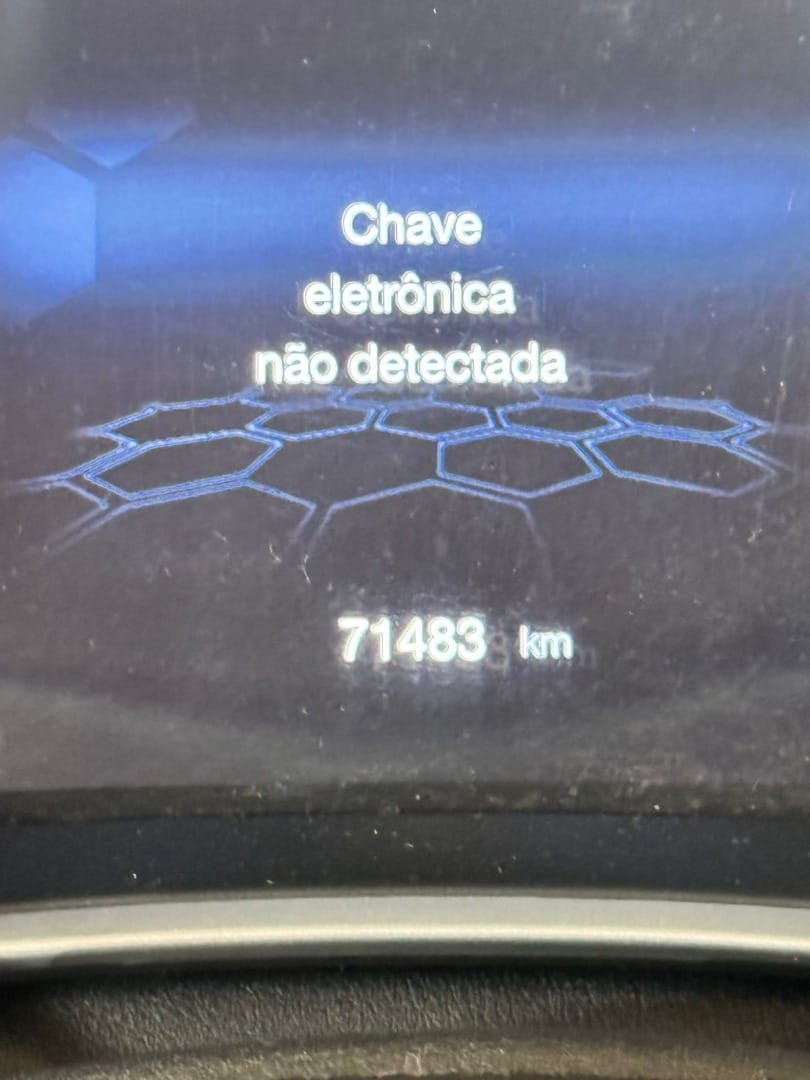 Chave
eletrônica
não detectada
71483 km